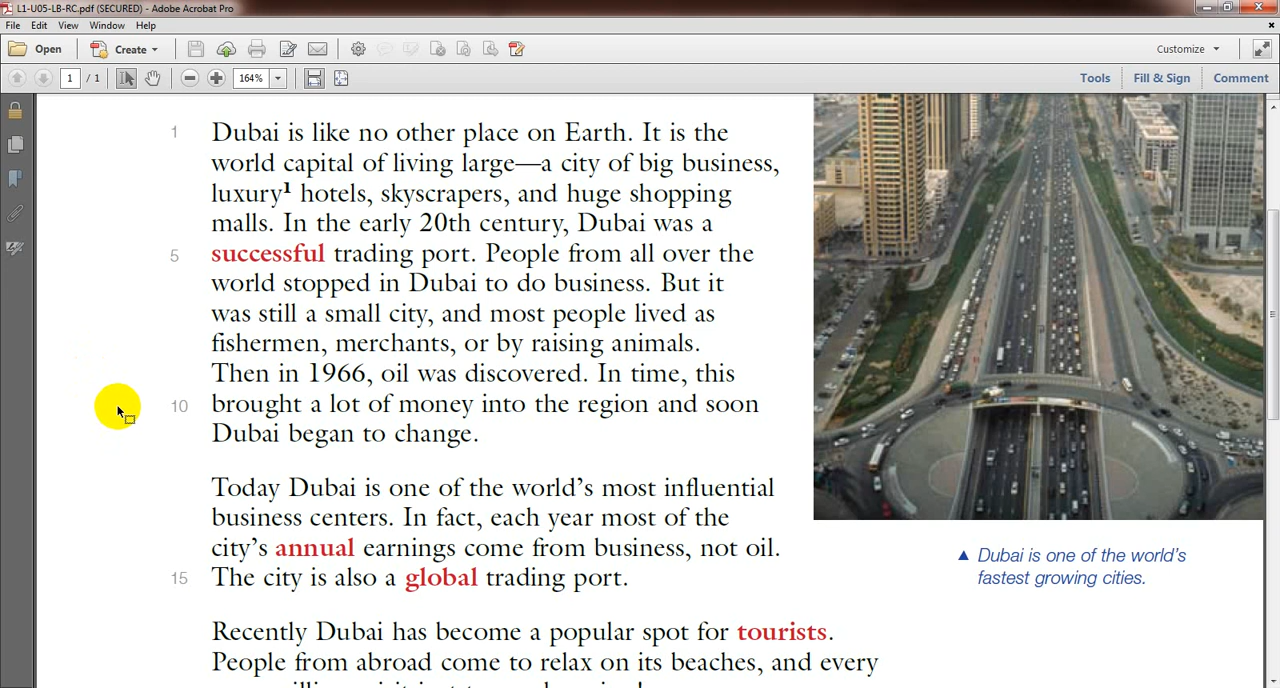 L1-U05-LB-RC.pdf (SECURED) - Adobe Acrobat Pro
File Edit View Window Help
Open Create Customize
1 / 1 164% Tools Fill & Sign Comment
1 Dubai is like no other place on Earth. It is the
world capital of living large—a city of big business,
luxury¹ hotels, skyscrapers, and huge shopping
malls. In the early 20th century, Dubai was a
5 successful trading port. People from all over the
world stopped in Dubai to do business. But it
was still a small city, and most people lived as
fishermen, merchants, or by raising animals.
Then in 1966, oil was discovered. In time, this
10 brought a lot of money into the region and soon
Dubai began to change.
Today Dubai is one of the world's most influential
business centers. In fact, each year most of the
city's annual earnings come from business, not oil.
15 The city is also a global trading port.
Recently Dubai has become a popular spot for tourists.
People from abroad come to relax on its beaches, and every
▲ Dubai is one of the world's
fastest growing cities.